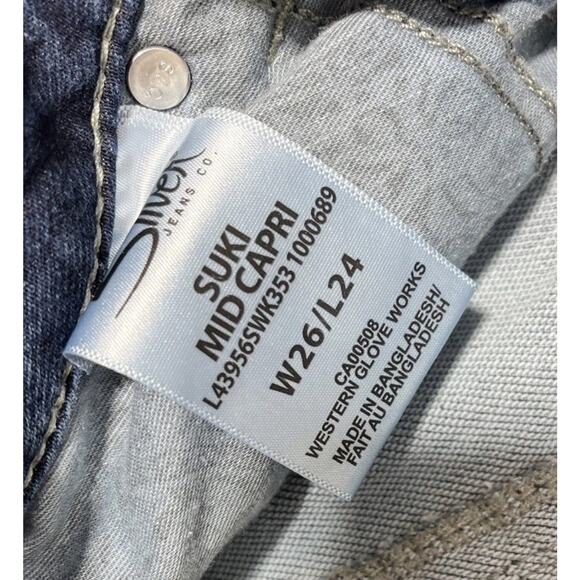 Silver
JEANS CO.
SUKI
MID CAPRI
L43956SWK353 1000689
W26/L24
CA00508
WESTERN GLOVE WORKS
MADE IN BANGLADESH/
FAIT AU BANGLADESH